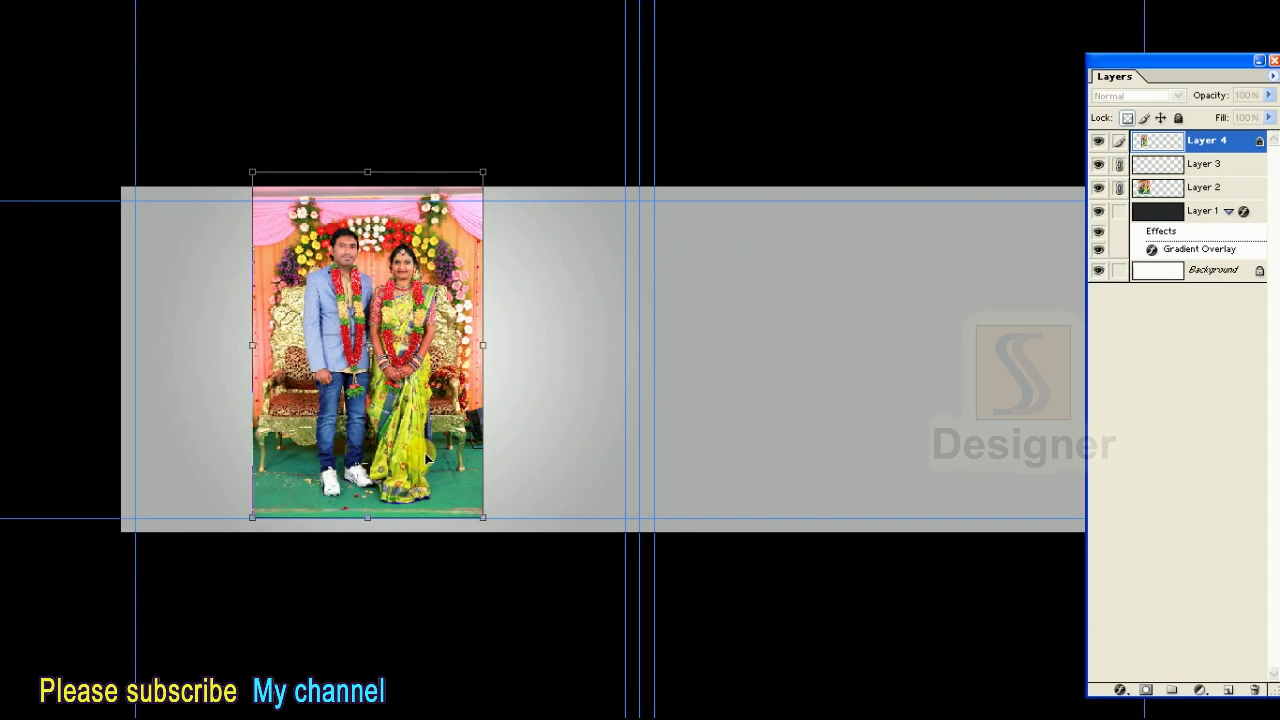 Layers
Normal
Opacity: 100%
Lock:
Fill: 100%
Layer 4
Layer 3
Layer 2
Layer 1
Effects
Gradient Overlay
Background
S
Designer
Please subscribe My channel